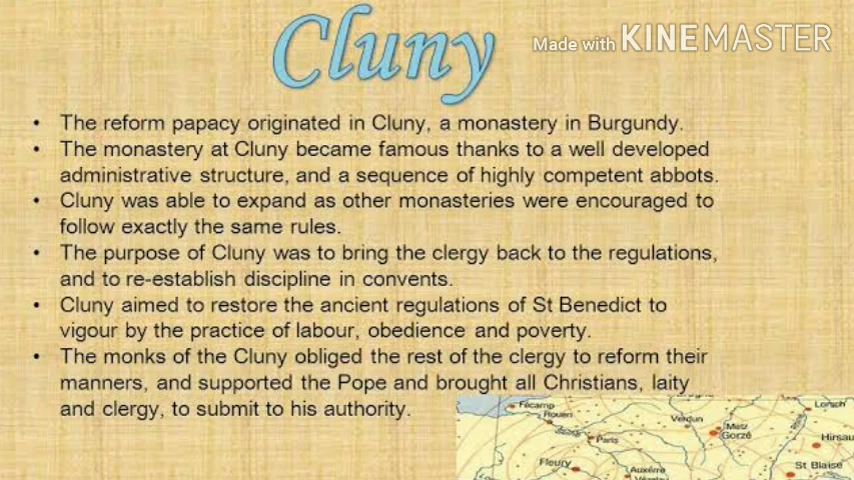 Cluny
Made with KINEMASTER
• The reform papacy originated in Cluny, a monastery in Burgundy.
• The monastery at Cluny became famous thanks to a well developed
administrative structure, and a sequence of highly competent abbots.
• Cluny was able to expand as other monasteries were encouraged to
follow exactly the same rules.
• The purpose of Cluny was to bring the clergy back to the regulations,
and to re-establish discipline in convents.
• Cluny aimed to restore the ancient regulations of St Benedict to
vigour by the practice of labour, obedience and poverty.
• The monks of the Cluny obliged the rest of the clergy to reform their
manners, and supported the Pope and brought all Christians, laity
and clergy, to submit to his authority.
Fécamp
Rouen
Verdun
Lorsch
Metz
Gorze
Paris
Hirsau
Fleury
Auxerre
St Blaise